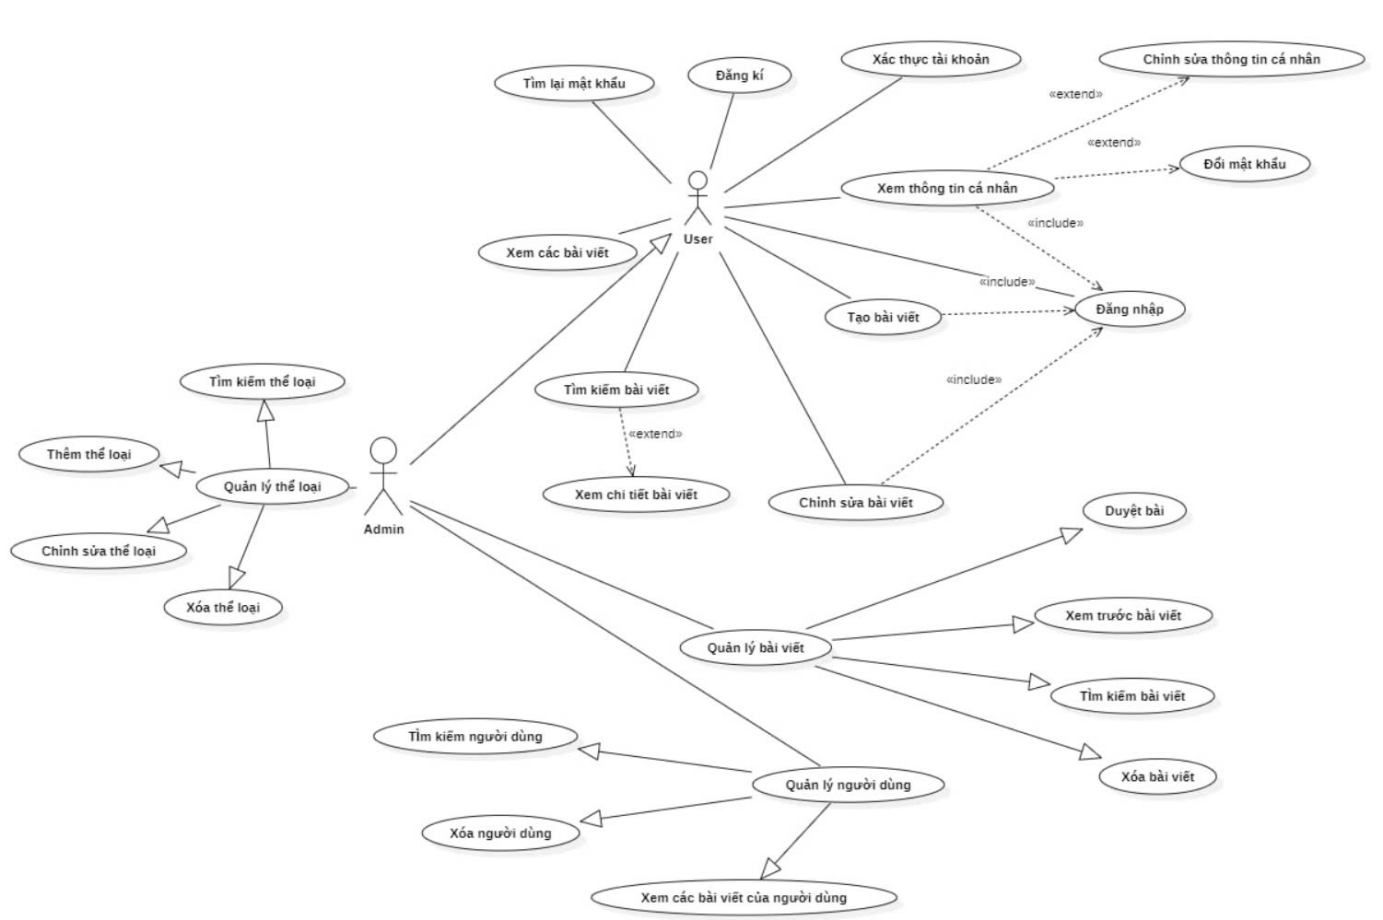 Xác thực tài khoản
Chỉnh sửa thông tin cá nhân
Đăng kí
Tìm lại mật khẩu
«extend»
«extend»
Đổi mật khẩu
Xem thông tin cá nhân
«include»
User
Xem các bài viết
«include»
Đăng nhập
Tạo bài viết
Tìm kiếm thể loại
«include»
Tìm kiếm bài viết
«extend»
Thêm thể loại
Quản lý thể loại
Xem chi tiết bài viết
Chỉnh sửa bài viết
Duyệt bài
Admin
Chỉnh sửa thể loại
Xóa thể loại
Xem trước bài viết
Quản lý bài viết
TÌm kiếm bài viết
TÌm kiếm người dùng
Xóa bài viết
Quản lý người dùng
Xóa người dùng
Xem các bài viết của người dùng